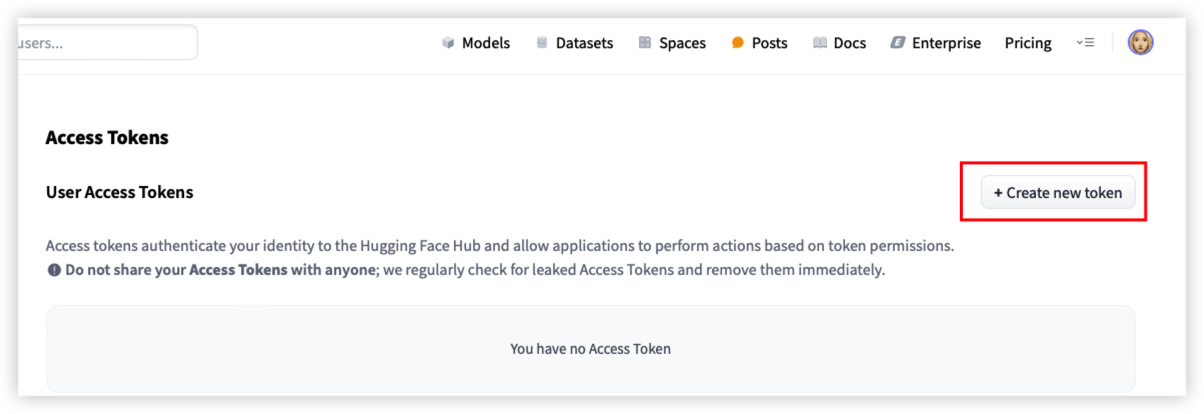 users...
Models Datasets Spaces Posts Docs Enterprise Pricing
Access Tokens
User Access Tokens
+ Create new token
Access tokens authenticate your identity to the Hugging Face Hub and allow applications to perform actions based on token permissions.
Do not share your Access Tokens with anyone; we regularly check for leaked Access Tokens and remove them immediately.
You have no Access Token